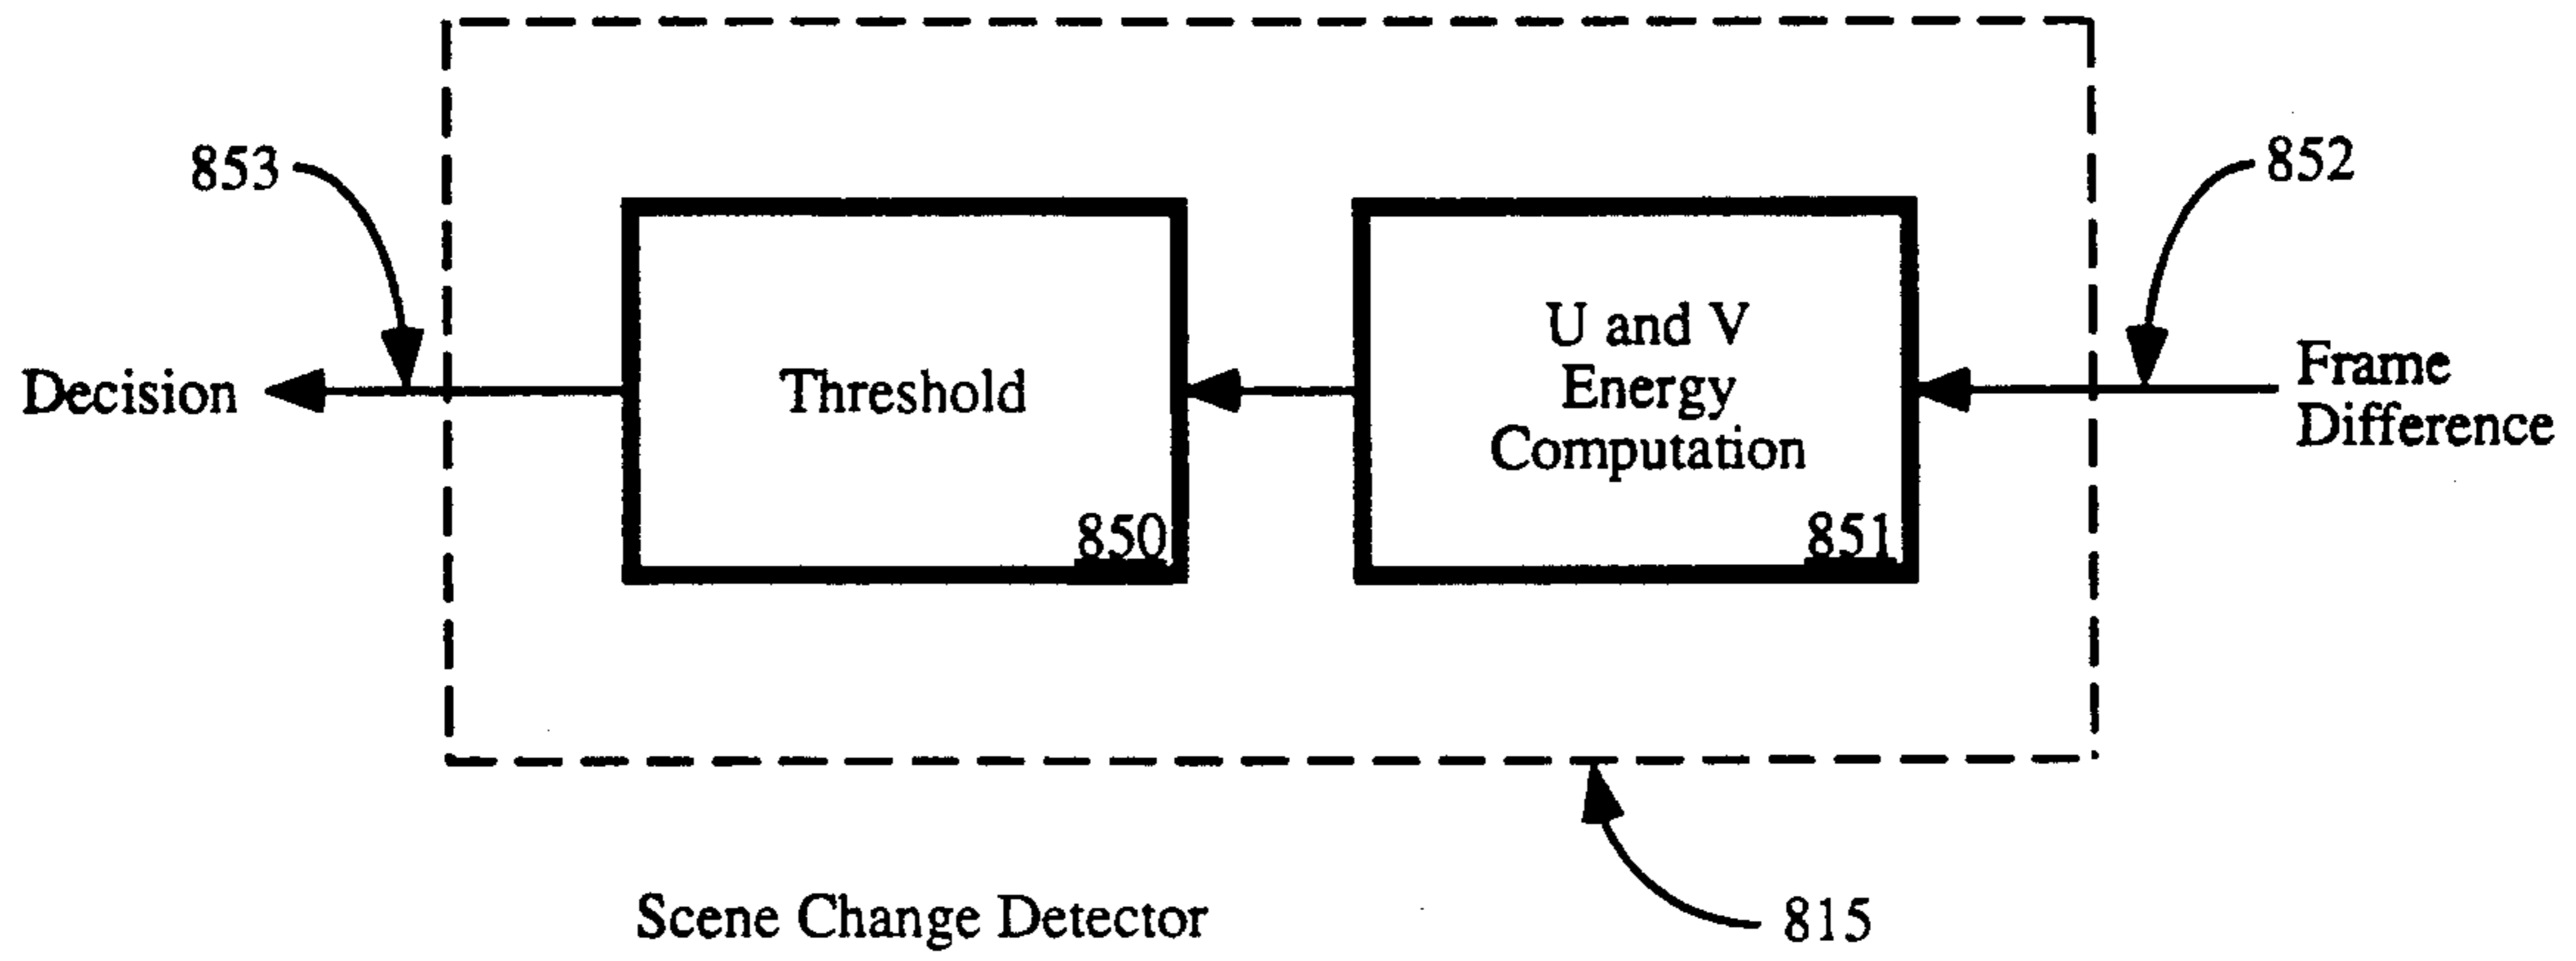 853
852
Decision
Threshold
850
U and V
Energy
Computation
851
Frame
Difference
Scene Change Detector
815